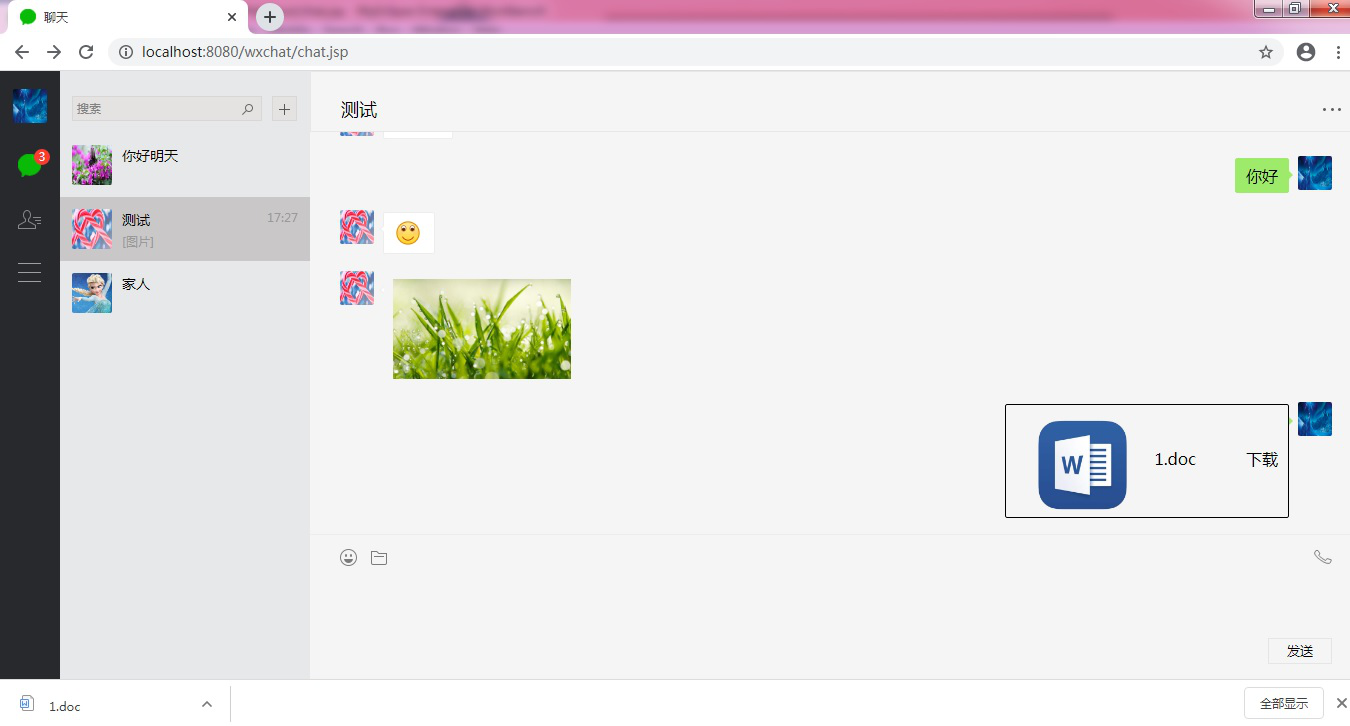 聊天
localhost:8080/wxchat/chat.jsp
3
搜索
你好明天
测试 17:27
[图片]
家人
测试
你好
W 1.doc 下载
发送
1.doc
全部显示